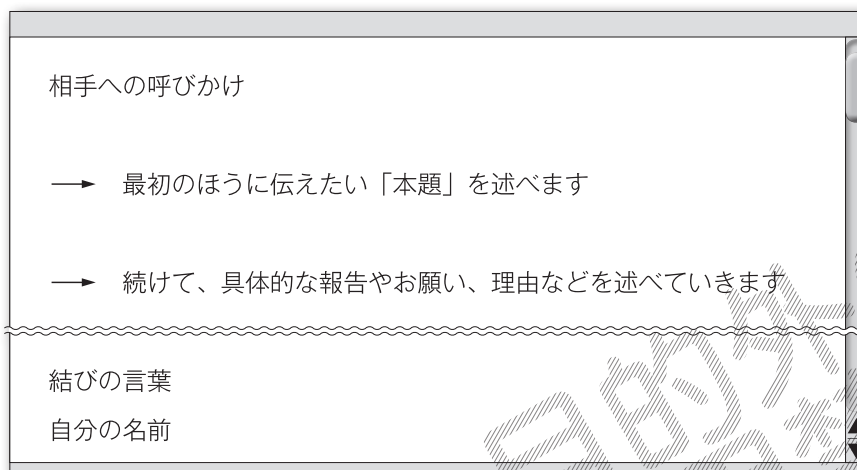 相手への呼びかけ
→ 最初のほうに伝えたい「本題」を述べます
→ 続けて、具体的な報告やお願い、理由などを述べていきます
結びの言葉
自分の名前
目的外